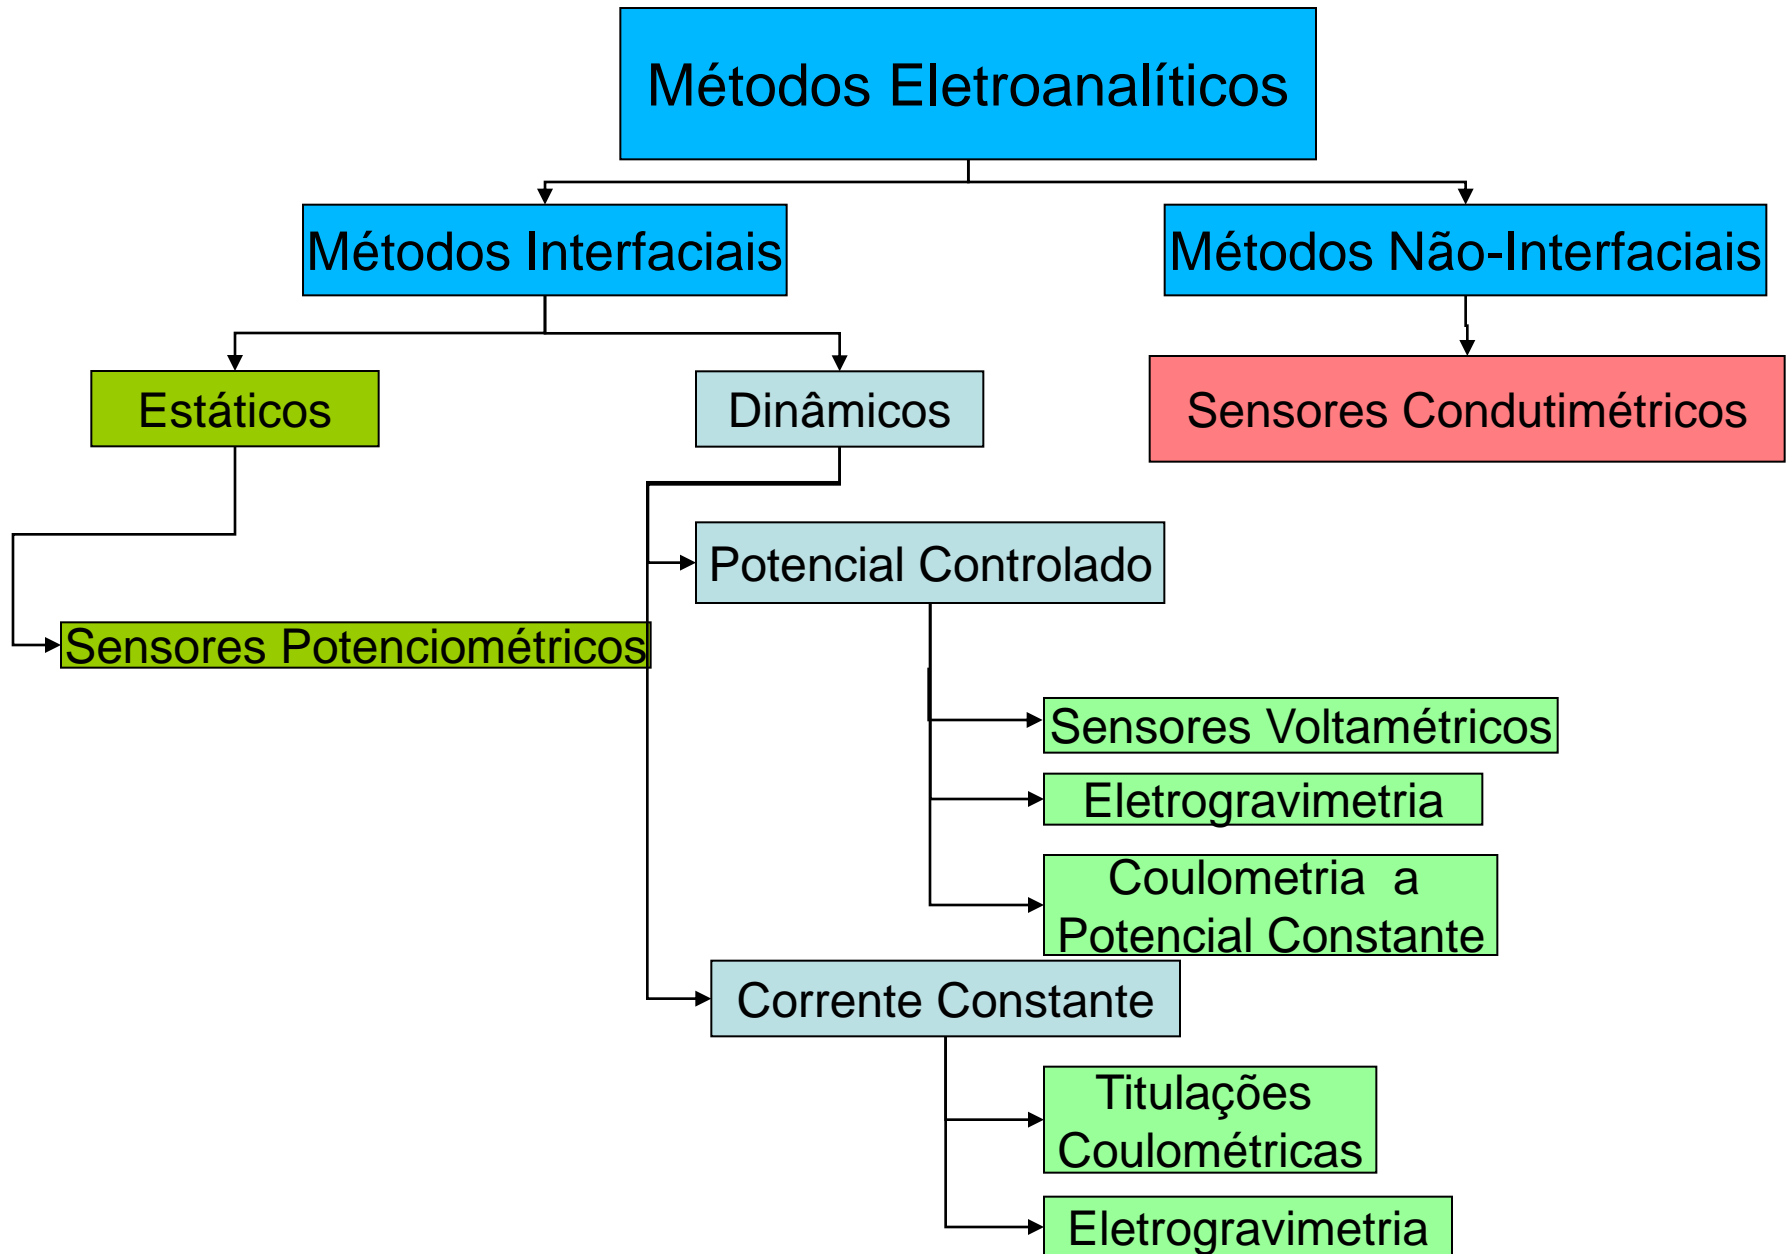 Métodos Eletroanalíticos
Métodos Interfaciais
Métodos Não-Interfaciais
Estáticos
Dinâmicos
Sensores Condutimétricos
Potencial Controlado
Sensores Potenciométricos
Sensores Voltamétricos
Eletrogravimetria
Coulometria a
Potencial Constante
Corrente Constante
Titulações
Coulométricas
Eletrogravimetria